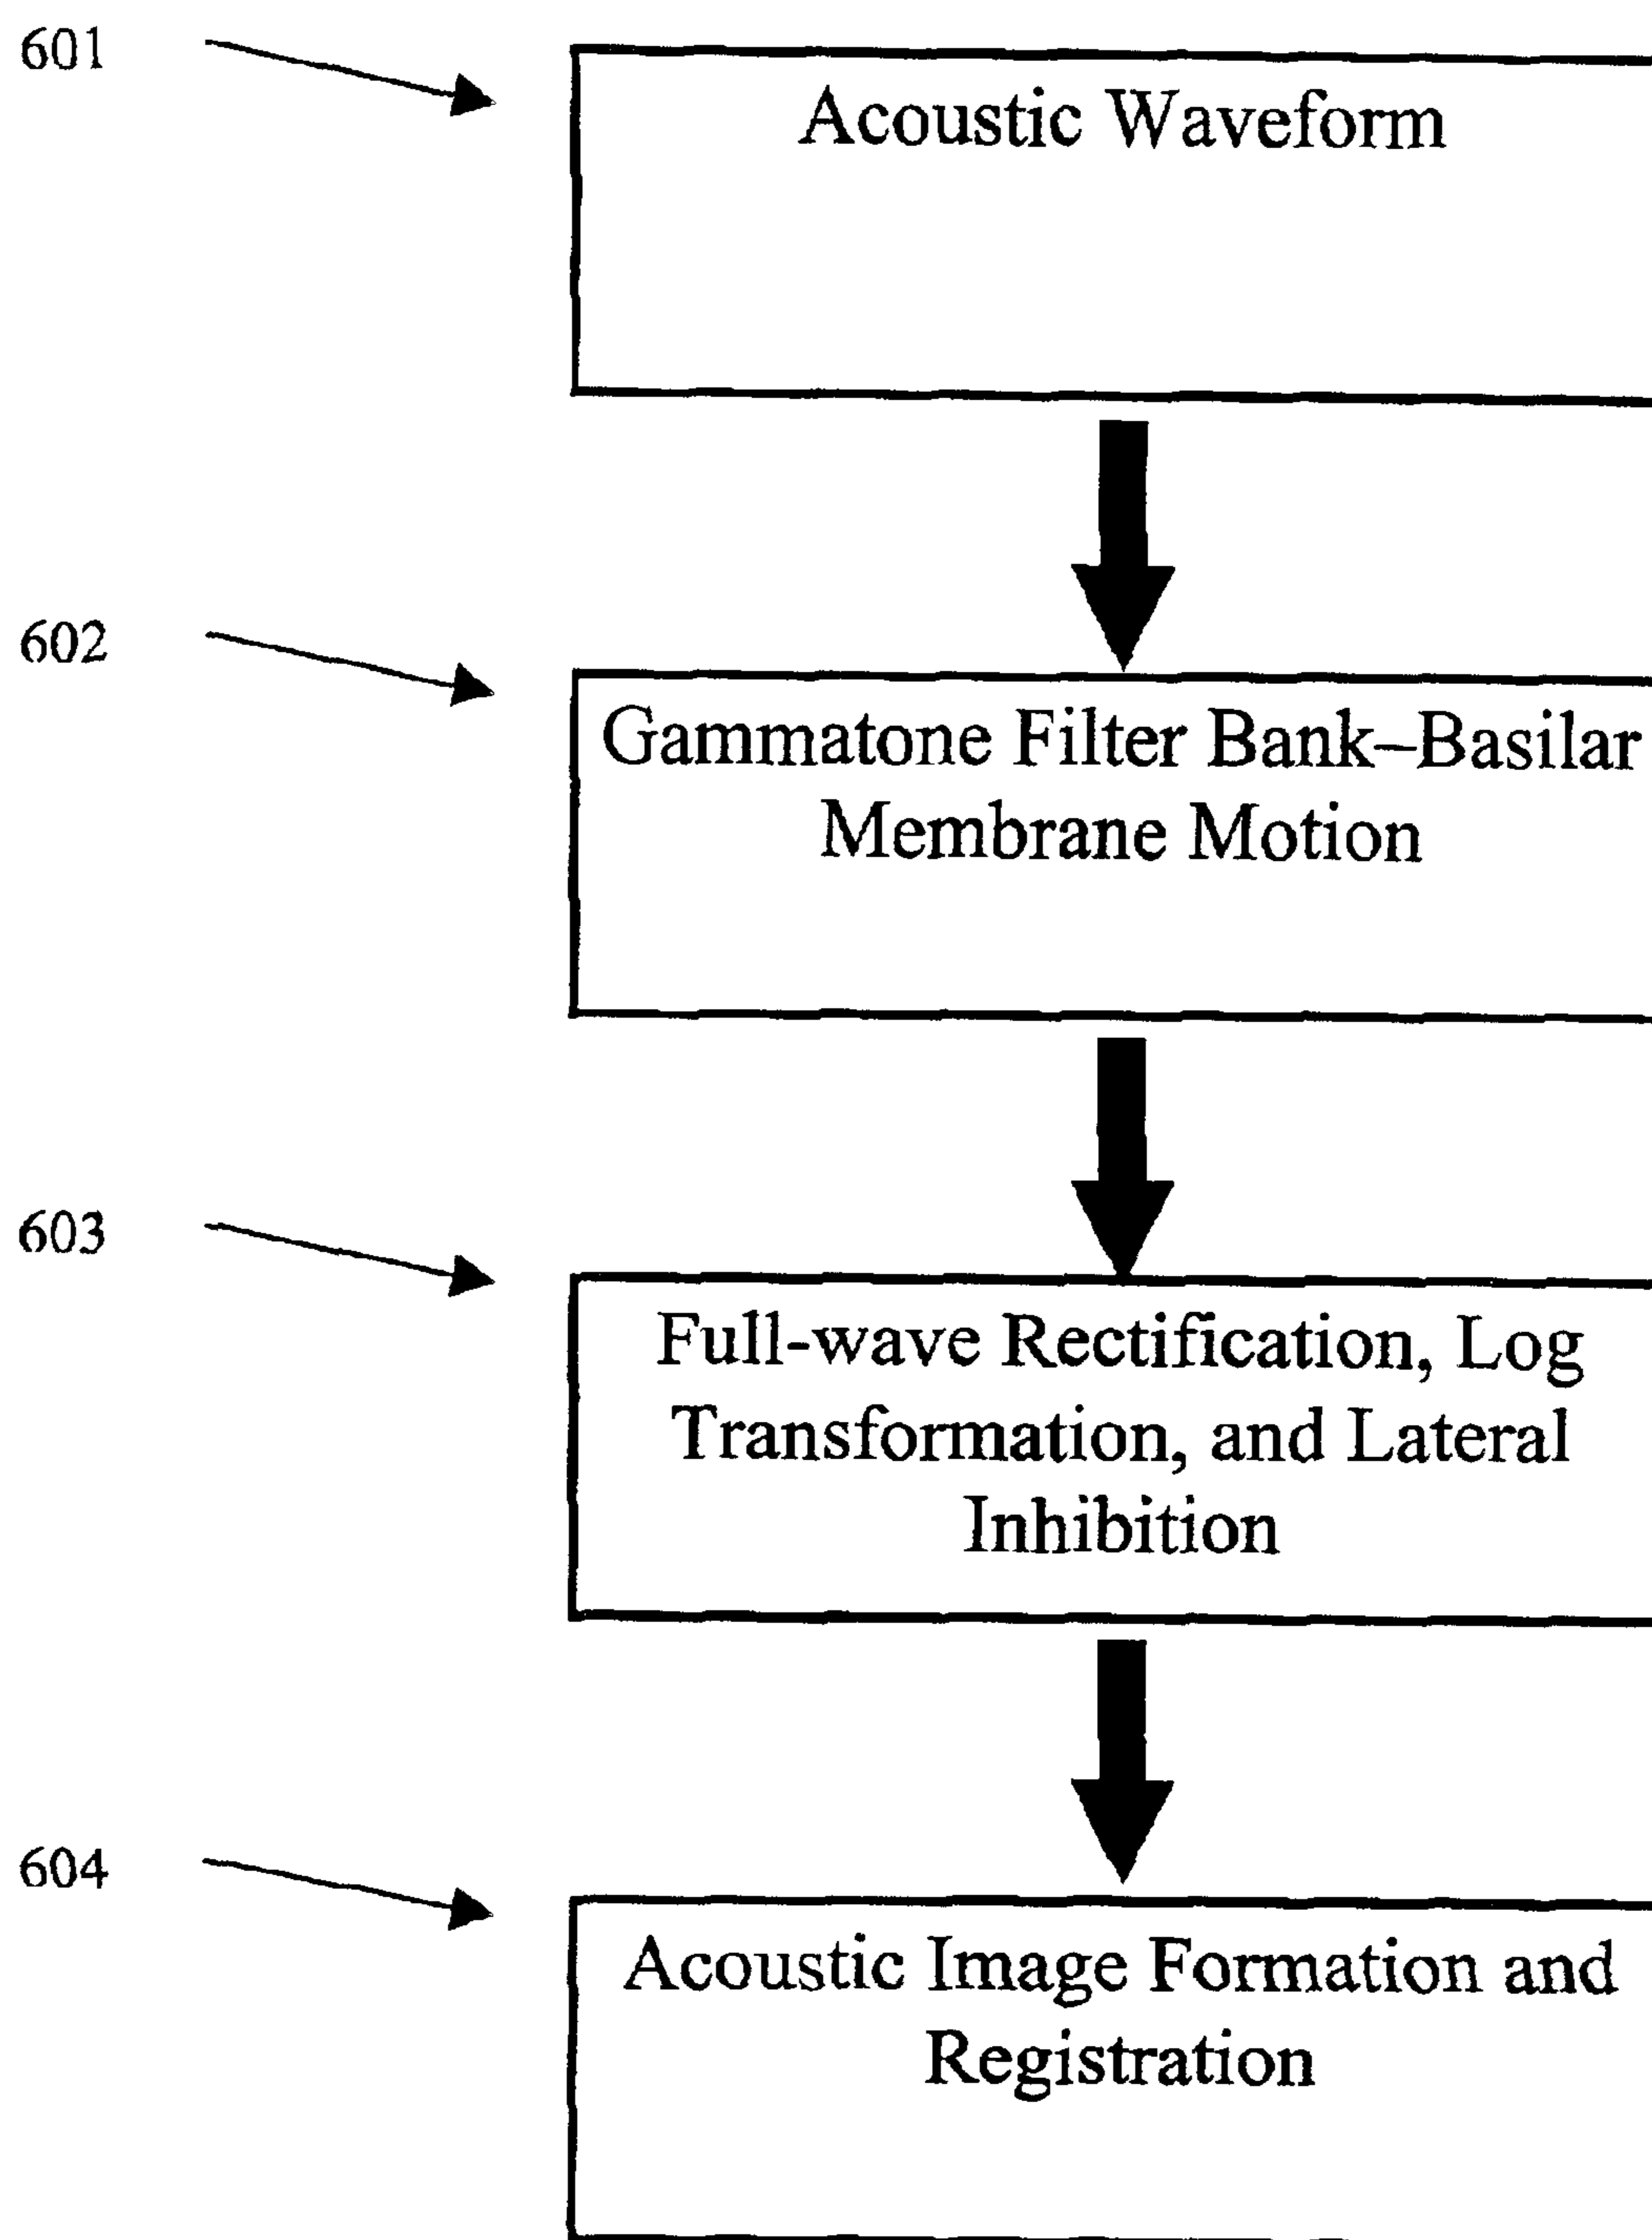 601
Acoustic Waveform
602
Gammatone Filter Bank–Basilar
Membrane Motion
603
Full-wave Rectification, Log
Transformation, and Lateral
Inhibition
604
Acoustic Image Formation and
Registration